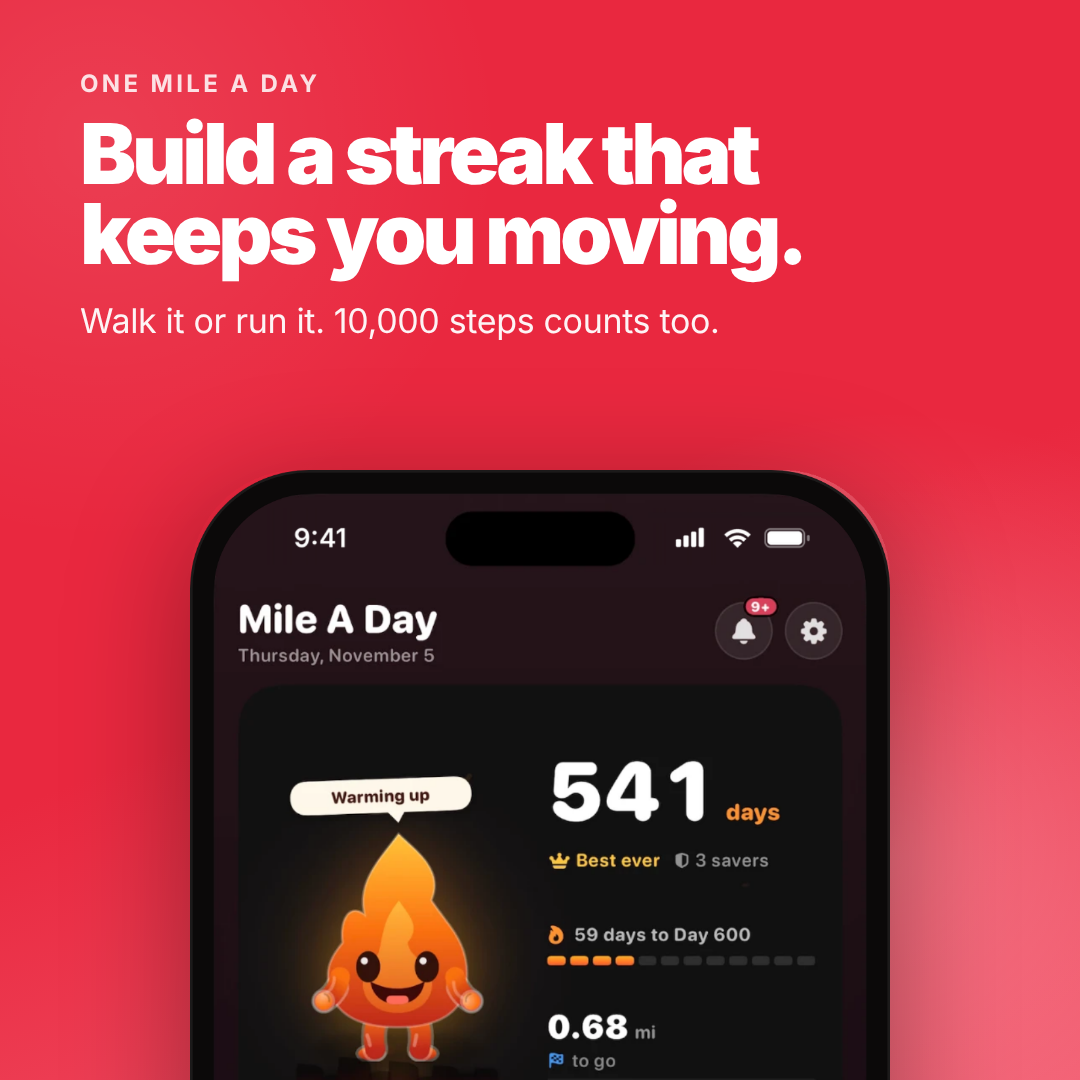 ONE MILE A DAY
Build a streak that
keeps you moving.
Walk it or run it. 10,000 steps counts too.
9:41
Mile A Day
9+
Thursday, November 5
Warming up
541 days
Best ever 3 savers
59 days to Day 600
0.68 mi
to go